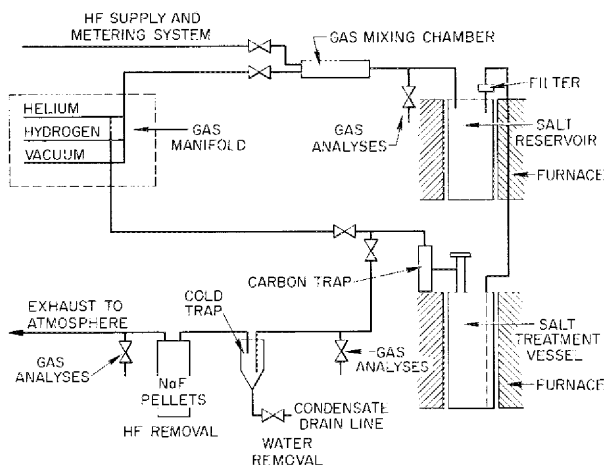 HF SUPPLY AND
METERING SYSTEM
GAS MIXING CHAMBER
FILTER
HELIUM
HYDROGEN
VACUUM
GAS
MANIFOLD
GAS
ANALYSES
SALT
RESERVOIR
FURNACE
CARBON TRAP
EXHAUST TO
ATMOSPHERE
COLD
TRAP
SALT
TREATMENT
VESSEL
GAS
ANALYSES
GAS
ANALYSES
NaF
PELLETS
FURNACE
CONDENSATE
DRAIN LINE
HF REMOVAL
WATER
REMOVAL